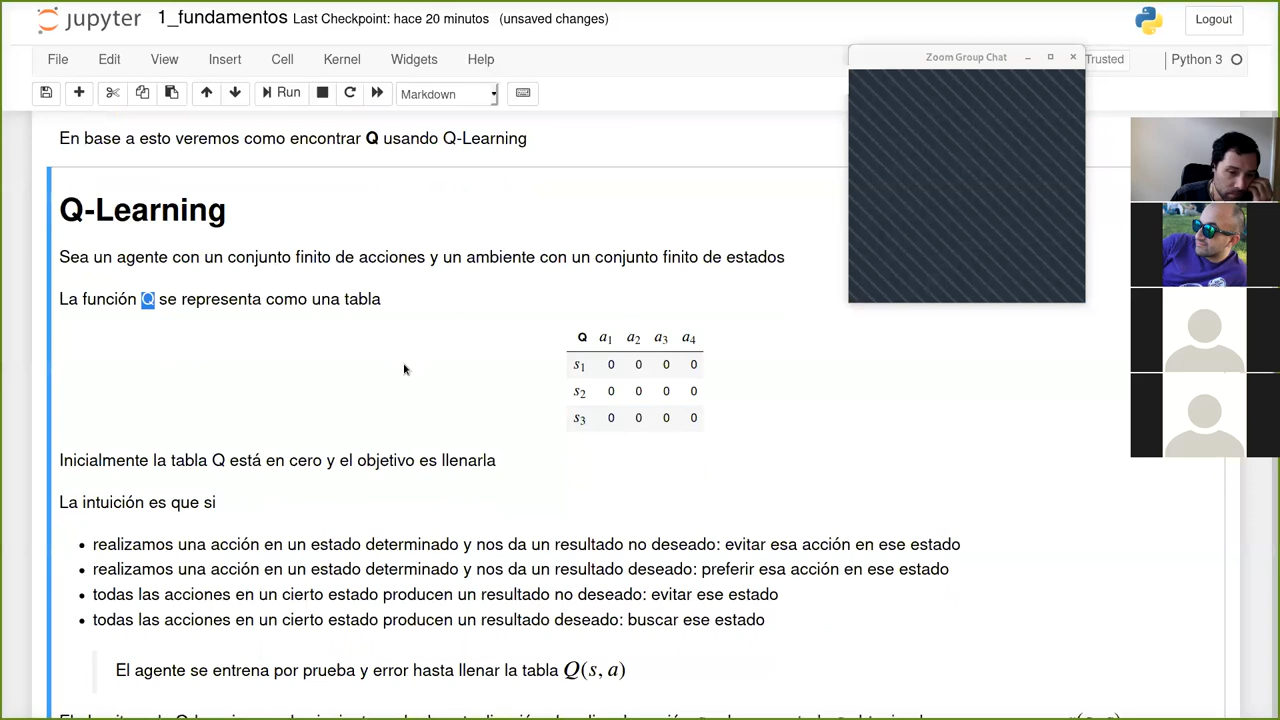 jupyter 1_fundamentos Last Checkpoint: hace 20 minutos (unsaved changes) Logout
File Edit View Insert Cell Kernel Widgets Help Trusted Python 3
Run Markdown
Zoom Group Chat
En base a esto veremos como encontrar Q usando Q-Learning
Q-Learning
Sea un agente con un conjunto finito de acciones y un ambiente con un conjunto finito de estados
La función Q se representa como una tabla
Q a₁ a₂ a₃ a₄
s₁ 0 0 0 0
s₂ 0 0 0 0
s₃ 0 0 0 0
Inicialmente la tabla Q está en cero y el objetivo es llenarla
La intuición es que si
• realizamos una acción en un estado determinado y nos da un resultado no deseado: evitar esa acción en ese estado
• realizamos una acción en un estado determinado y nos da un resultado deseado: preferir esa acción en ese estado
• todas las acciones en un cierto estado producen un resultado no deseado: evitar ese estado
• todas las acciones en un cierto estado producen un resultado deseado: buscar ese estado
El agente se entrena por prueba y error hasta llenar la tabla Q(s, a)